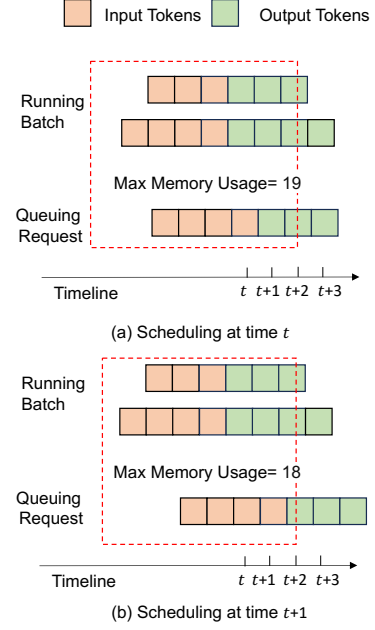 Input Tokens Output Tokens
Running
Batch
Max Memory Usage= 19
Queuing
Request
t t+1 t+2 t+3
Timeline
(a) Scheduling at time t
Running
Batch
Max Memory Usage= 18
Queuing
Request
t t+1 t+2 t+3
Timeline
(b) Scheduling at time t+1